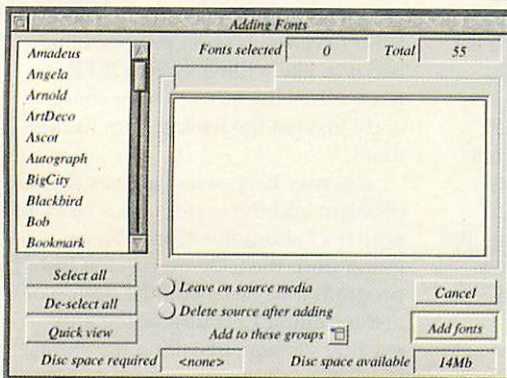 Adding Fonts
Fonts selected 0 Total 55
Amadeus
Angela
Arnold
ArtDeco
Ascot
Autograph
BigCity
Blackbird
Bob
Bookmark
Select all
De-select all
Quick view
Leave on source media
Delete source after adding
Add to these groups
Cancel
Add fonts
Disc space required <none> Disc space available 14Mb